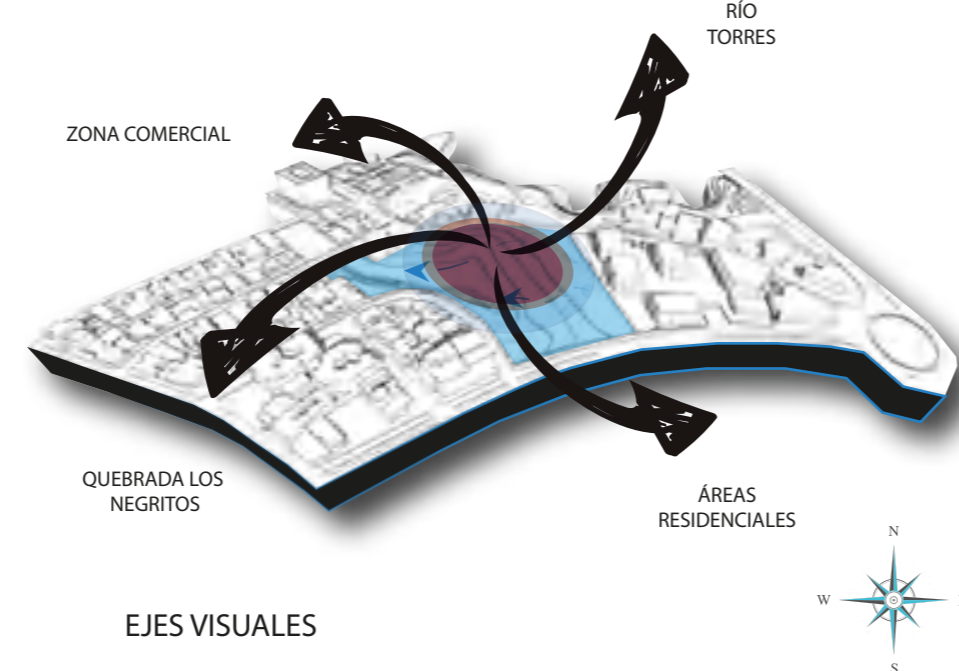 RÍO
TORRES
ZONA COMERCIAL
QUEBRADA LOS
NEGRITOS
ÁREAS
RESIDENCIALES
N
W
S
EJES VISUALES